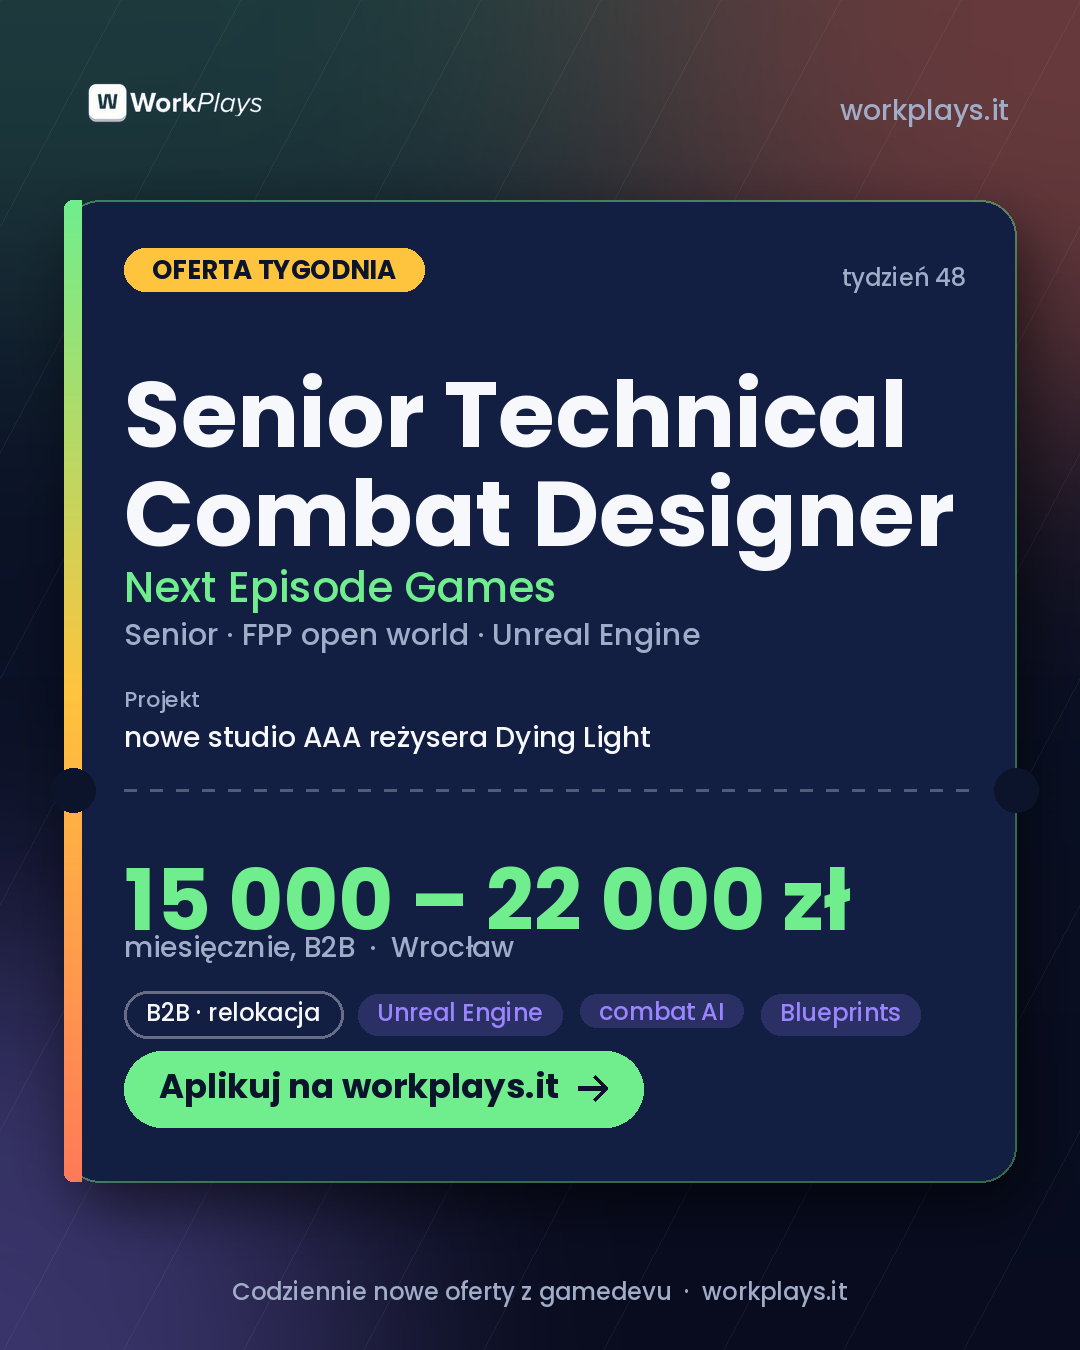 W WorkPlays
workplays.it
OFERTA TYGODNIA
tydzień 48
Senior Technical
Combat Designer
Next Episode Games
Senior · FPP open world · Unreal Engine
Projekt
nowe studio AAA reżysera Dying Light
15 000 – 22 000 zł
miesięcznie, B2B · Wrocław
B2B · relokacja Unreal Engine combat AI Blueprints
Aplikuj na workplays.it →
Codziennie nowe oferty z gamedevu · workplays.it